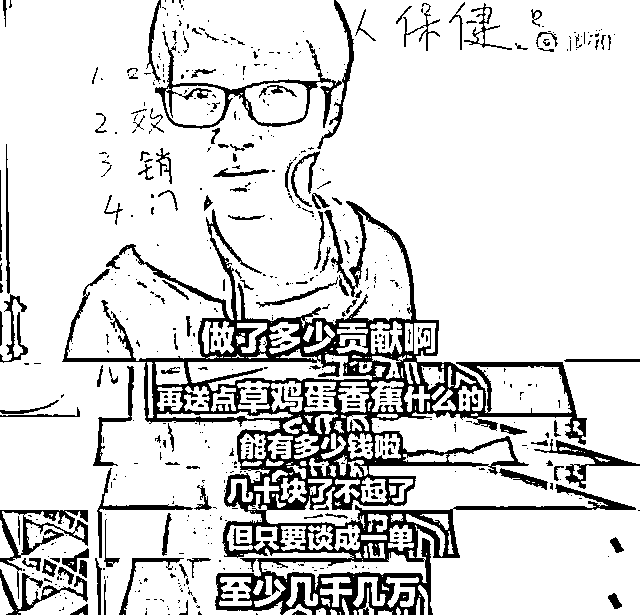 人保健
1.
2.效
3 销
4.门
做了多少贡献啊
再送点草鸡蛋香蕉什么的
能有多少钱啦
几十块了不起了
但只要谈成一单
至少几千几万